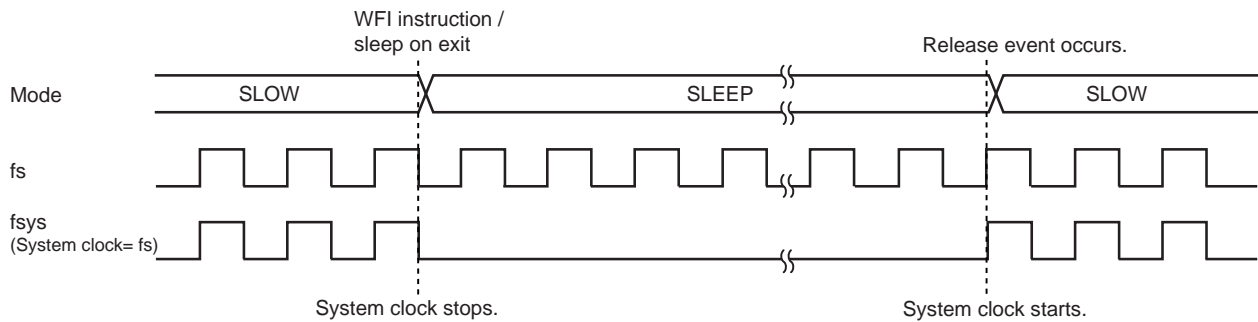 WFI instruction /
sleep on exit
Release event occurs.
Mode
SLOW
SLEEP
SLOW
fs
fsys
(System clock= fs)
System clock stops.
System clock starts.